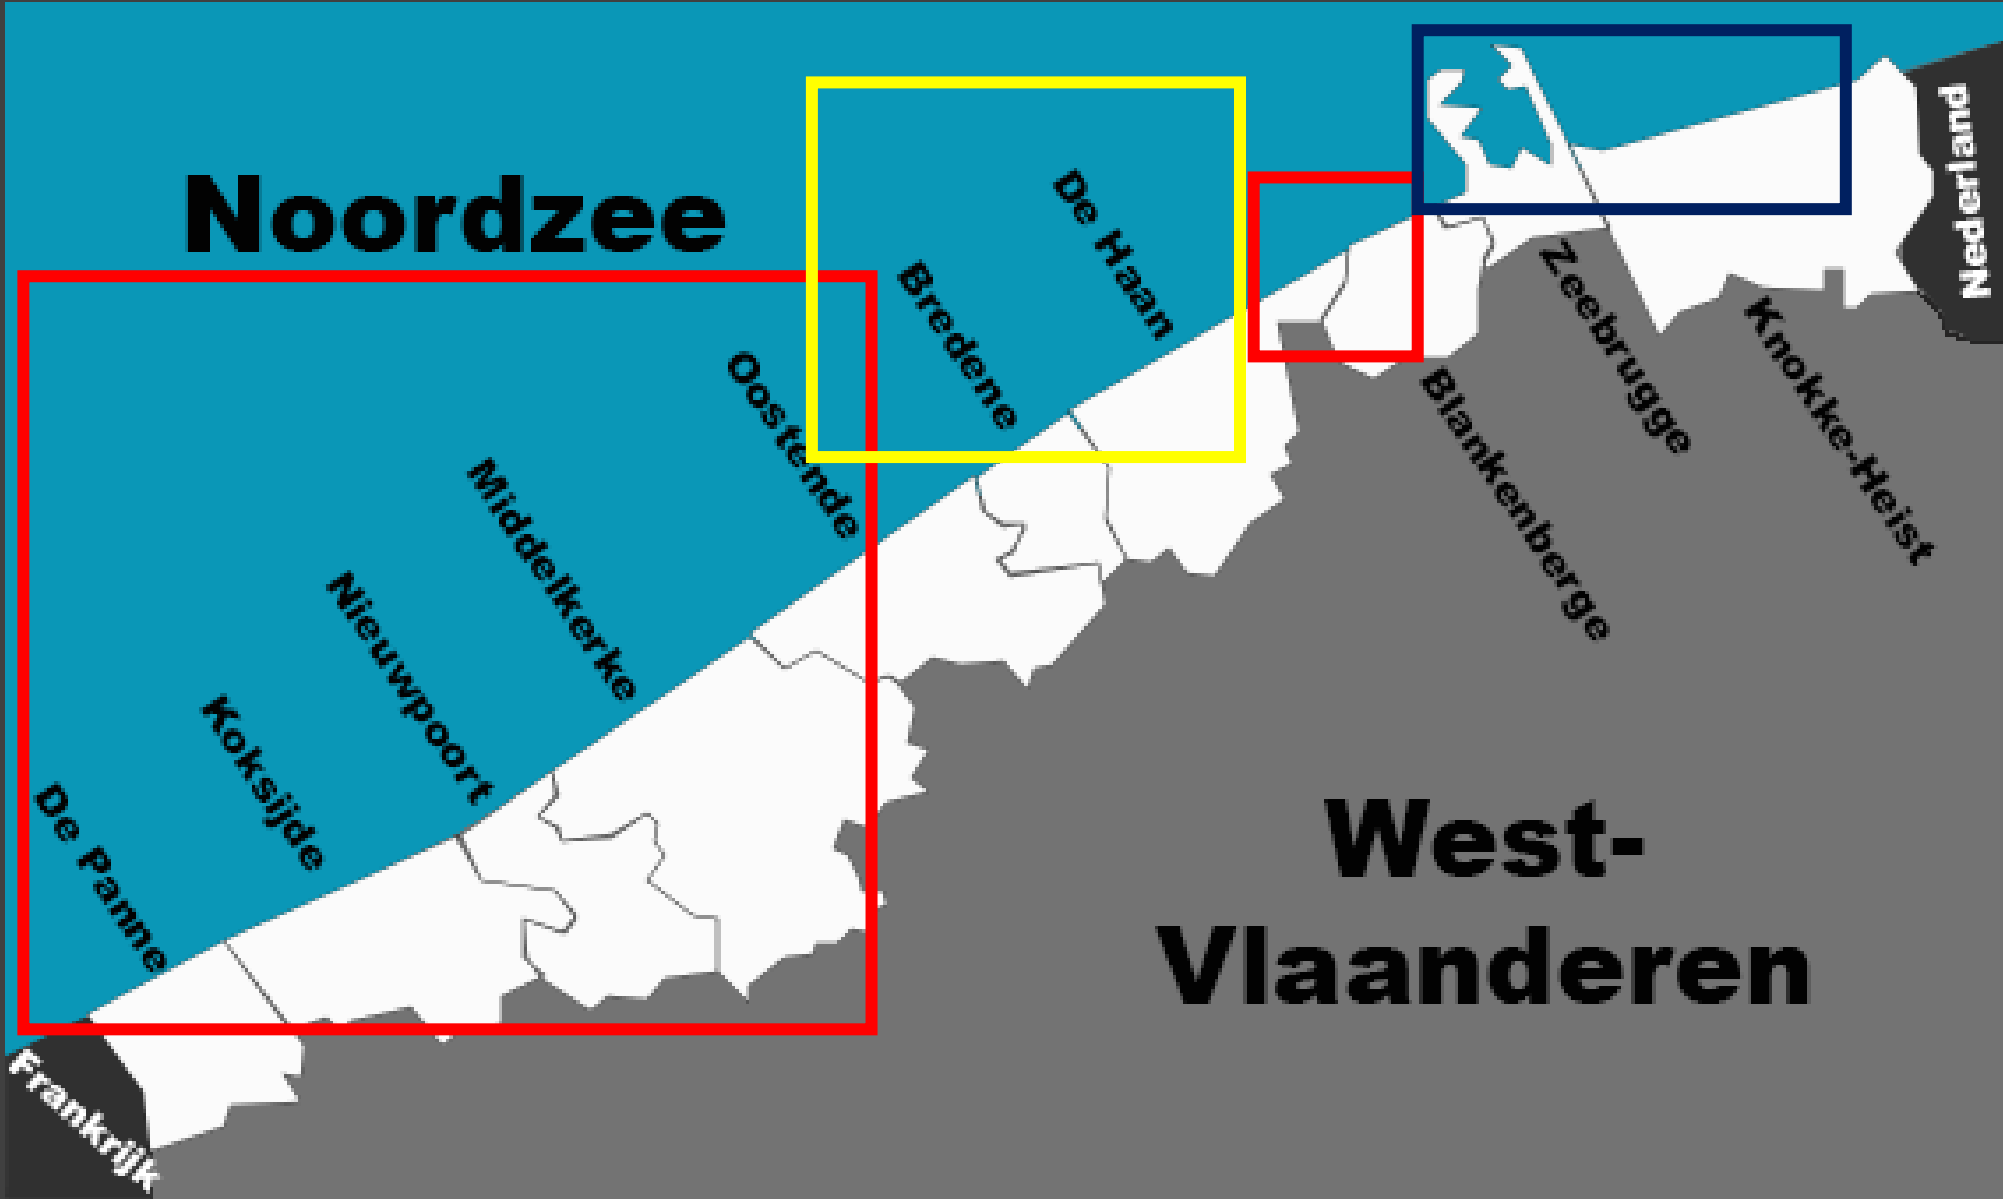 Noordzee
De Haan
Bredene
Oostende
Middelkerke
Nieuwpoort
Koksijde
De Panne
Frankrijk
Nederland
Zeebrugge
Knokke-Heist
Blankenberge
West-
Vlaanderen